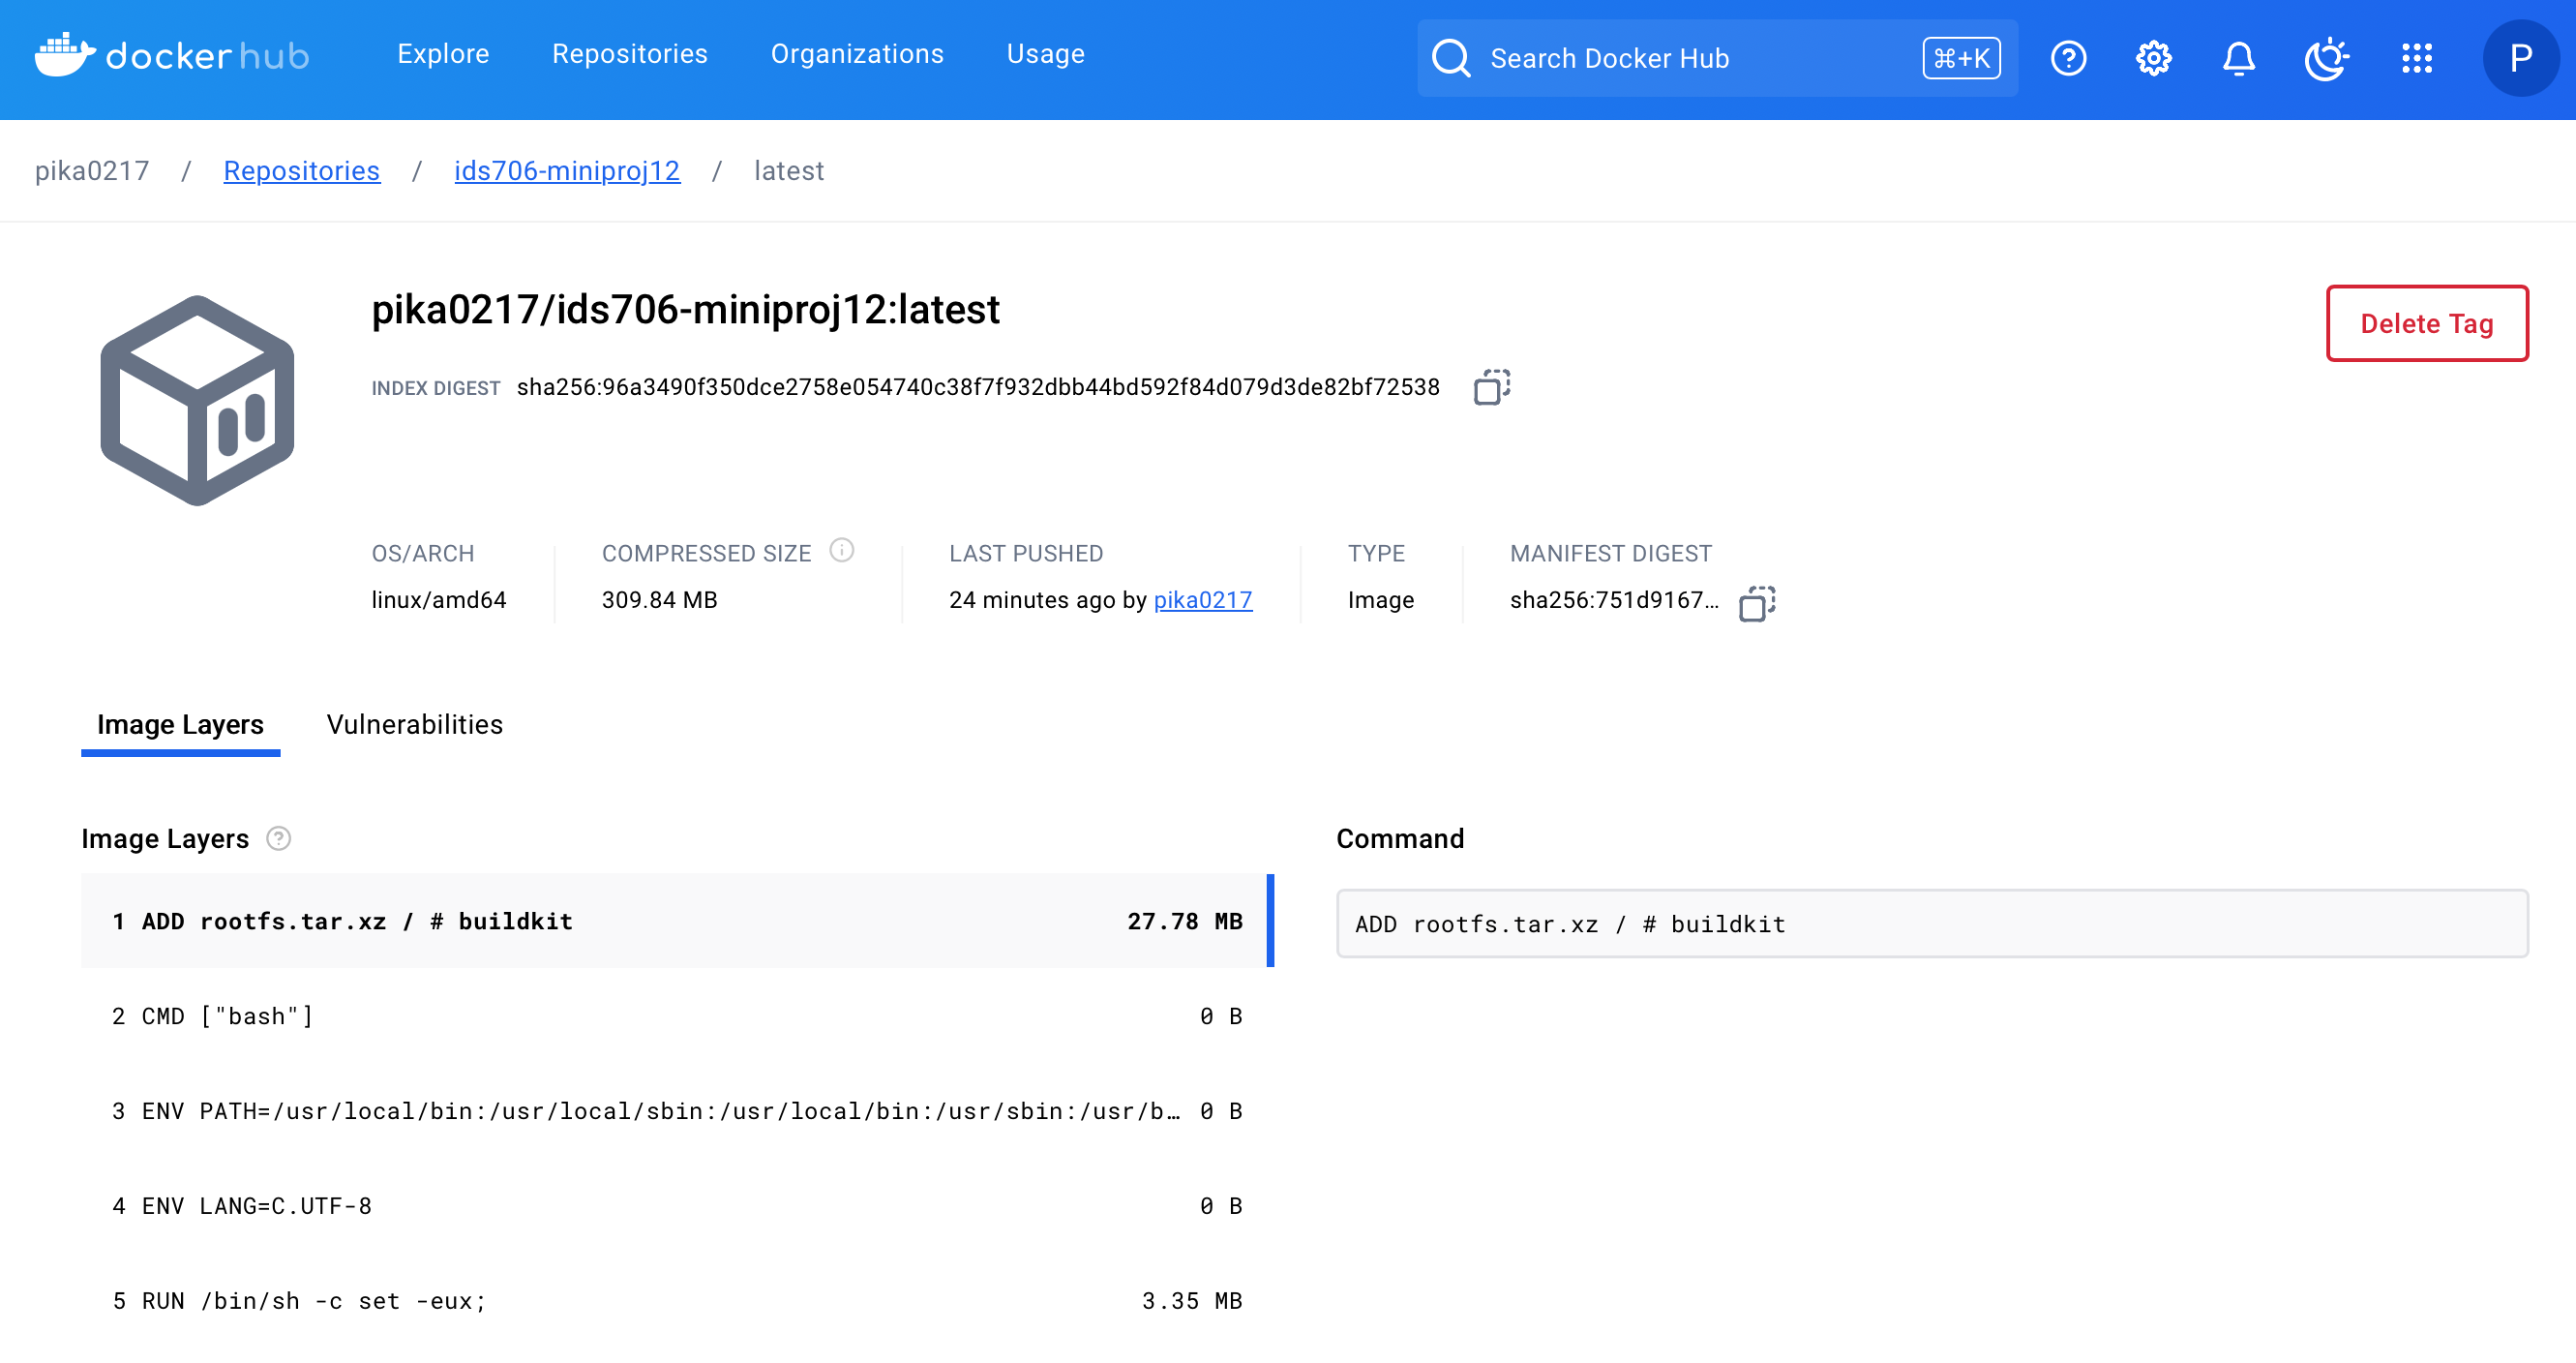 docker hub Explore Repositories Organizations Usage Search Docker Hub ⌘+K P
pika0217 / Repositories / ids706-miniproj12 / latest
pika0217/ids706-miniproj12:latest
Delete Tag
INDEX DIGEST sha256:96a3490f350dce2758e054740c38f7f932dbb44bd592f84d079d3de82bf72538
OS/ARCH COMPRESSED SIZE LAST PUSHED TYPE MANIFEST DIGEST
linux/amd64 309.84 MB 24 minutes ago by pika0217 Image sha256:751d9167...
Image Layers Vulnerabilities
Image Layers Command
1 ADD rootfs.tar.xz / # buildkit 27.78 MB ADD rootfs.tar.xz / # buildkit
2 CMD ["bash"] 0 B
3 ENV PATH=/usr/local/bin:/usr/local/sbin:/usr/local/bin:/usr/sbin:/usr/b… 0 B
4 ENV LANG=C.UTF-8 0 B
5 RUN /bin/sh -c set -eux; 3.35 MB